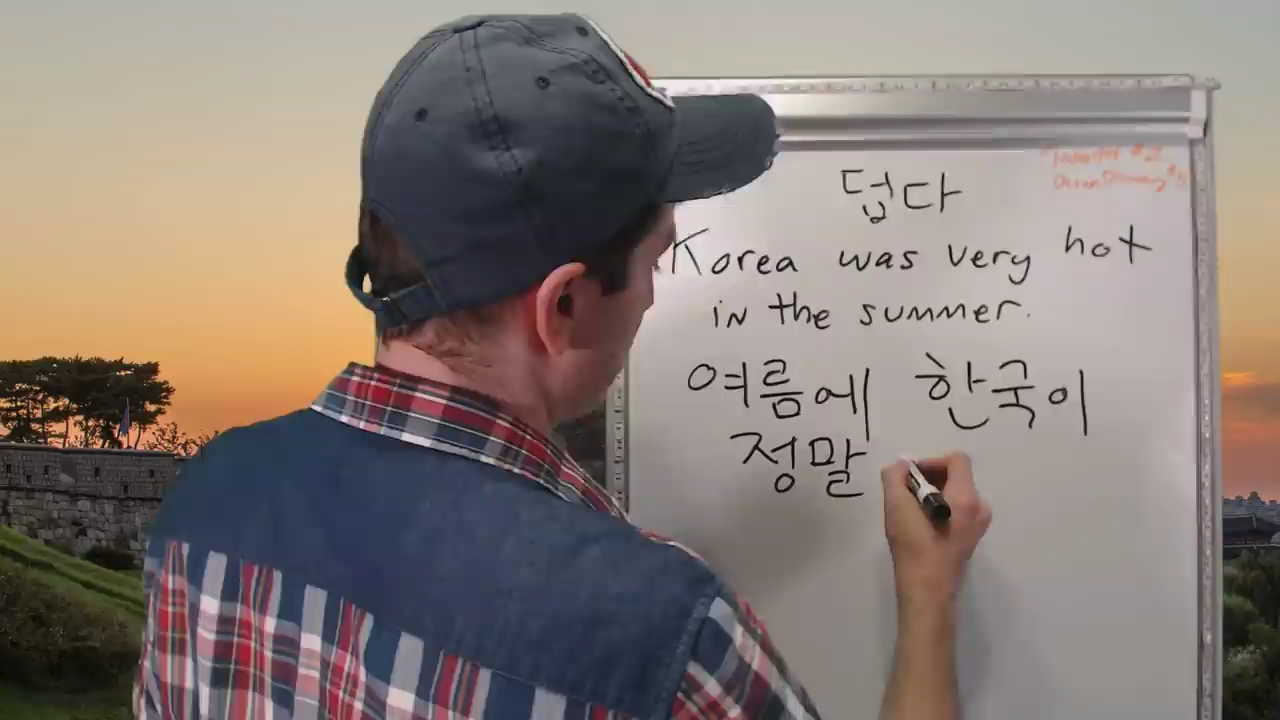 덥다
Korea was very hot
in the summer.
여름에 한국이
정말